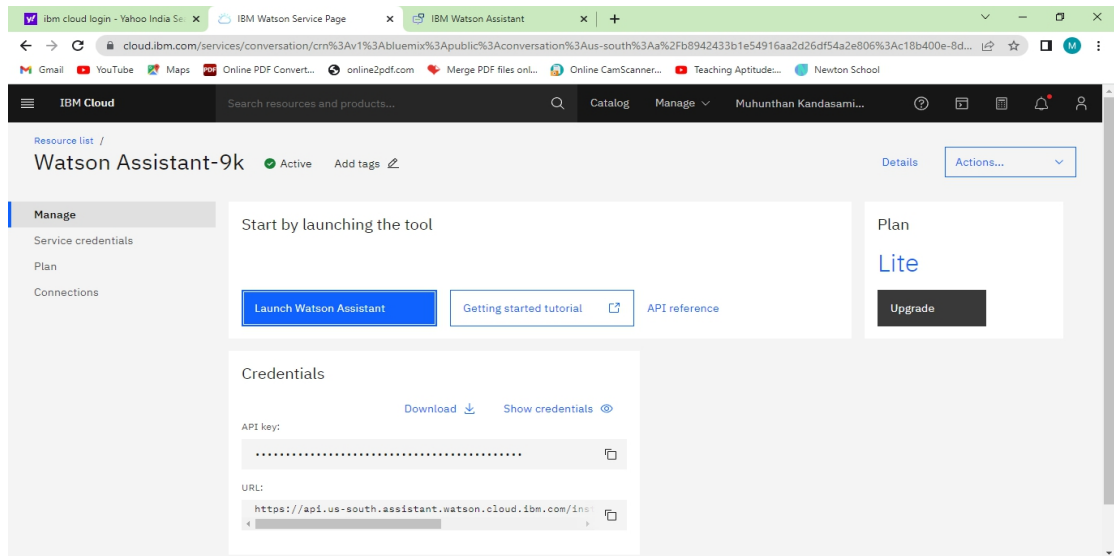 ibm cloud login - Yahoo India Se
IBM Watson Service Page
IBM Watson Assistant
cloud.ibm.com/services/conversation/crn%3Av1%3Abluemix%3Apublic%3Aconversation%3Aus-south%3Aa%2Fb8942433b1e54916aa2d26df54a2e806%3Ac18b400e-8d...
Gmail YouTube Maps PDF Online PDF Convert... online2pdf.com Merge PDF files onl... Online CamScanner... Teaching Aptitude:... Newton School
IBM Cloud Search resources and products... Catalog Manage Muhunthan Kandasami... M
Resource list /
Watson Assistant-9k Active Add tags Details Actions...
Manage
Service credentials
Plan
Connections
Start by launching the tool
Launch Watson Assistant Getting started tutorial API reference
Plan
Lite
Upgrade
Credentials
Download Show credentials
API key:
............................................
URL:
https://api.us-south.assistant.watson.cloud.ibm.com/ins